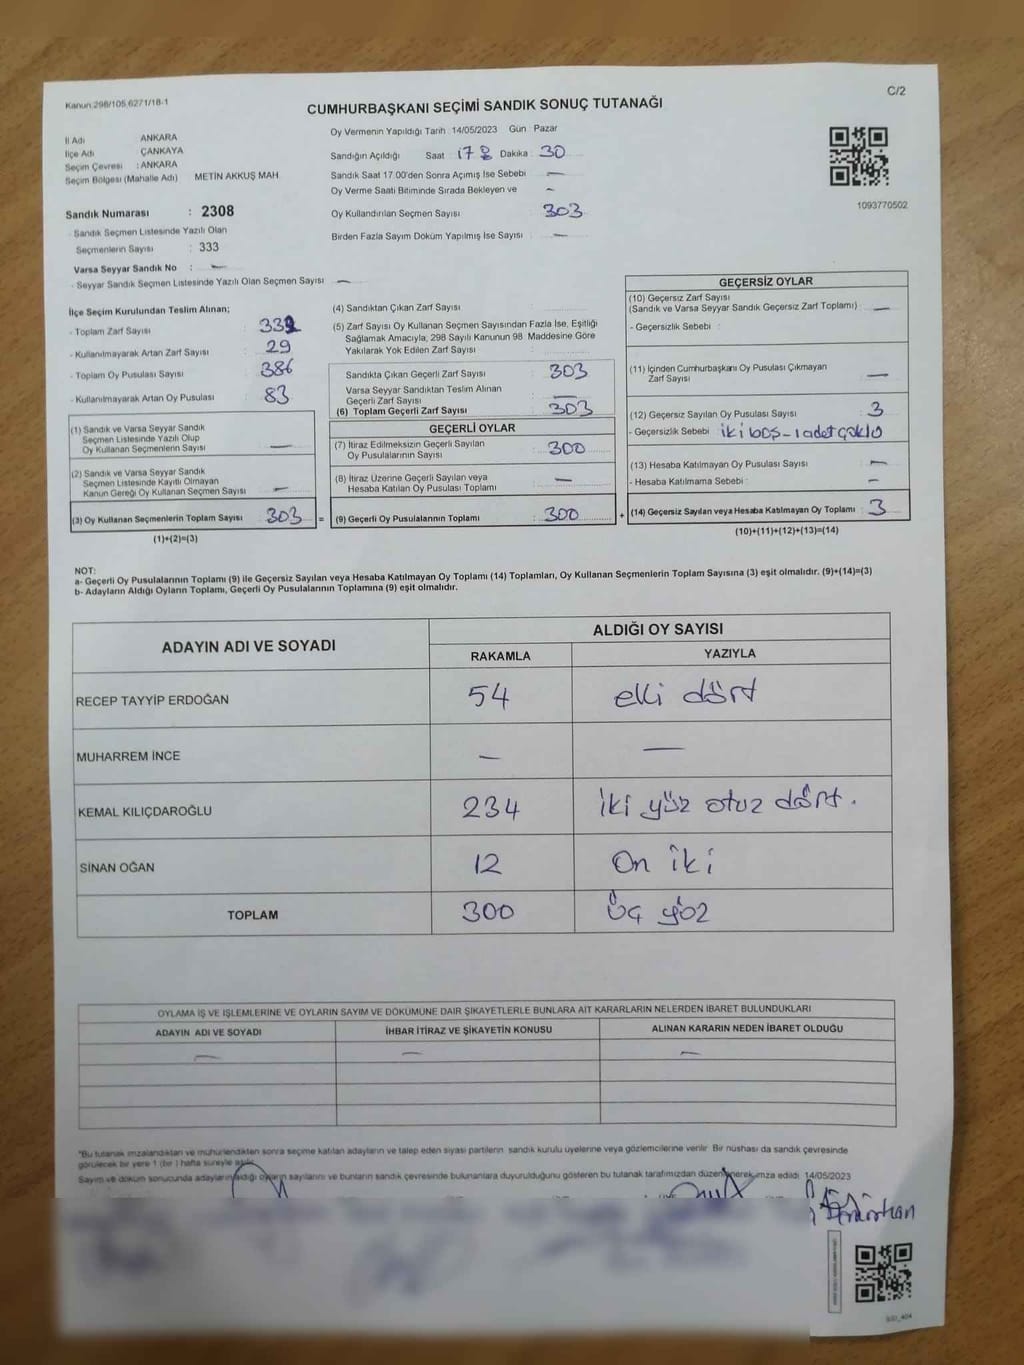 Kanun 298/105,6271/18-1
C/2
CUMHURBAŞKANI SEÇİMİ SANDIK SONUÇ TUTANAĞI
İl Adı ANKARA
İlçe Adı ÇANKAYA
Seçim Çevresi : ANKARA
Seçim Bölgesi (Mahalle Adı) METİN AKKUŞ MAH
Sandık Numarası : 2308
- Sandık Seçmen Listesinde Yazılı Olan
Seçmenlerin Sayısı : 333
Varsa Seyyar Sandık No : —
- Seyyar Sandık Seçmen Listesinde Yazılı Olan Seçmen Sayısı —
Oy Vermenin Yapıldığı Tarih 14/05/2023 Gün Pazar
Sandığın Açıldığı Saat : 17 Dakika : 30
Sandık Saat 17.00'den Sonra Açımış İse Sebebi —
Oy Verme Saati Bitiminde Sırada Bekleyen ve -
Oy Kullandırılan Seçmen Sayısı 303
Birden Fazla Sayım Döküm Yapılmış İse Sayısı : —
1093770502
İlçe Seçim Kurulundan Teslim Alınan;
- Toplam Zarf Sayısı : 332
- Kullanılmayarak Artan Zarf Sayısı : 29
- Toplam Oy Pusulası Sayısı : 386
- Kullanılmayarak Artan Oy Pusulası : 83
(1) Sandık ve Varsa Seyyar Sandık
Seçmen Listesinde Yazılı Olup
Oy Kullanan Seçmenlerin Sayısı —
(2) Sandık ve Varsa Seyyar Sandık
Seçmen Listesinde Kayıtlı Olmayan
Kanun Gereği Oy Kullanan Seçmen Sayısı —
(3) Oy Kullanan Seçmenlerin Toplam Sayısı 303 =
(1)+(2)=(3)
(4) Sandıktan Çıkan Zarf Sayısı
(5) Zarf Sayısı Oy Kullanan Seçmen Sayısından Fazla İse, Eşitliği
Sağlamak Amacıyla, 298 Sayılı Kanunun 98 Maddesine Göre
Yakılarak Yok Edilen Zarf Sayısı :
Sandıkta Çıkan Geçerli Zarf Sayısı : 303
Varsa Seyyar Sandıktan Teslim Alınan
Geçerli Zarf Sayısı : —
(6) Toplam Geçerli Zarf Sayısı : 303
GEÇERLİ OYLAR
(7) İtiraz Edilmeksizin Geçerli Sayılan
Oy Pusulalarının Sayısı : 300
(8) İtiraz Üzerine Geçerli Sayılan veya
Hesaba Katılan Oy Pusulası Toplamı : —
(9) Geçerli Oy Pusulalarının Toplamı : 300 +
GEÇERSİZ OYLAR
(10) Geçersiz Zarf Sayısı
(Sandık ve Varsa Seyyar Sandık Geçersiz Zarf Toplamı) : —
- Geçersizlik Sebebi :
(11) İçinden Cumhurbaşkanı Oy Pusulası Çıkmayan
Zarf Sayısı : —
(12) Geçersiz Sayılan Oy Pusulası Sayısı : 3
- Geçersizlik Sebebi : iki boş - 1 adet çoklo
(13) Hesaba Katılmayan Oy Pusulası Sayısı : —
- Hesaba Katılmama Sebebi : —
(14) Geçersiz Sayılan veya Hesaba Katılmayan Oy Toplamı : 3
(10)+(11)+(12)+(13)=(14)
NOT:
a- Geçerli Oy Pusulalarının Toplamı (9) ile Geçersiz Sayılan veya Hesaba Katılmayan Oy Toplamı (14) Toplamları, Oy Kullanan Seçmenlerin Toplam Sayısına (3) eşit olmalıdır. (9)+(14)=(3)
b- Adayların Aldığı Oyların Toplamı, Geçerli Oy Pusulalarının Toplamına (9) eşit olmalıdır.
ADAYIN ADI VE SOYADI
ALDIĞI OY SAYISI
RAKAMLA YAZIYLA
RECEP TAYYİP ERDOĞAN 54 elli dört
MUHARREM İNCE — —
KEMAL KILIÇDAROĞLU 234 iki yüz otuz dört.
SİNAN OĞAN 12 On iki
TOPLAM 300 Üç yüz
OYLAMA İŞ VE İŞLEMLERİNE VE OYLARIN SAYIM VE DÖKÜMÜNE DAİR ŞİKAYETLERLE BUNLARA AİT KARARLARIN NELERDEN İBARET BULUNDUKLARI
ADAYIN ADI VE SOYADI İHBAR İTİRAZ VE ŞİKAYETİN KONUSU ALINAN KARARIN NEDEN İBARET OLDUĞU
— — —
*Bu tutanak imzalandıktan ve mühürlendikten sonra seçime katılan adayların ve talep eden siyasi partilerin sandık kurulu üyelerine veya gözlemcilerine verilir. Bir nüshası da sandık çevresinde
görülecek bir yere 1 (bir ) hafta süreyle asılır.
Sayım ve döküm sonucunda adayların aldığı oyların sayılarını ve bunların sandık çevresinde bulunanlara duyurulduğunu gösteren bu tutanak tarafımızdan düzenlenerek imza edildi 14/05/2023